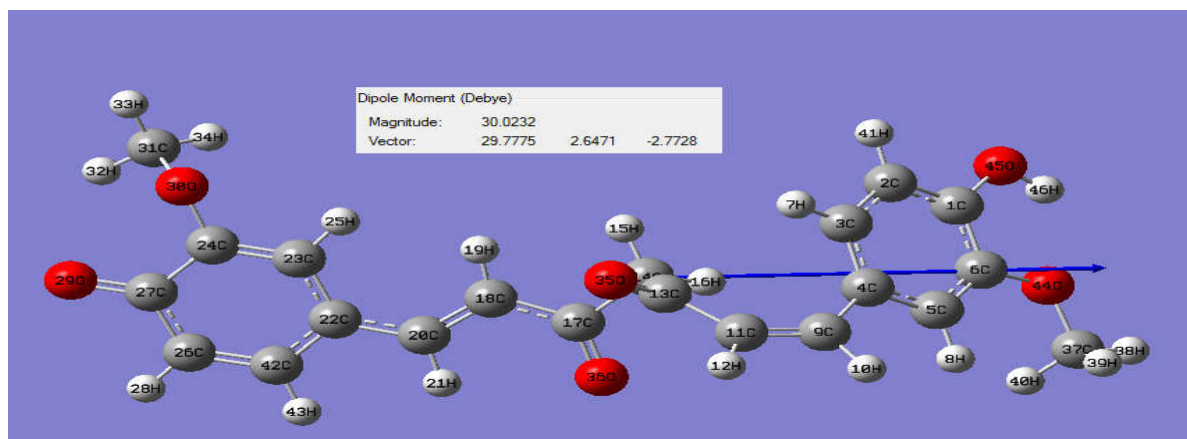 Dipole Moment (Debye)
Magnitude: 30.0232
Vector: 29.7775 2.6471 -2.7728
33H
34H
31C
32H
30O
41H
45O
2C
46H
7H
1C
3C
25H
15H
24C
19H
23C
29O
35O
16H
6C
27C
13C
4C
44O
18C
5C
22C
17C
20C
11C
9C
26C
37C
38H
8H
39H
42C
12H
10H
36O
21H
40H
28H
43H